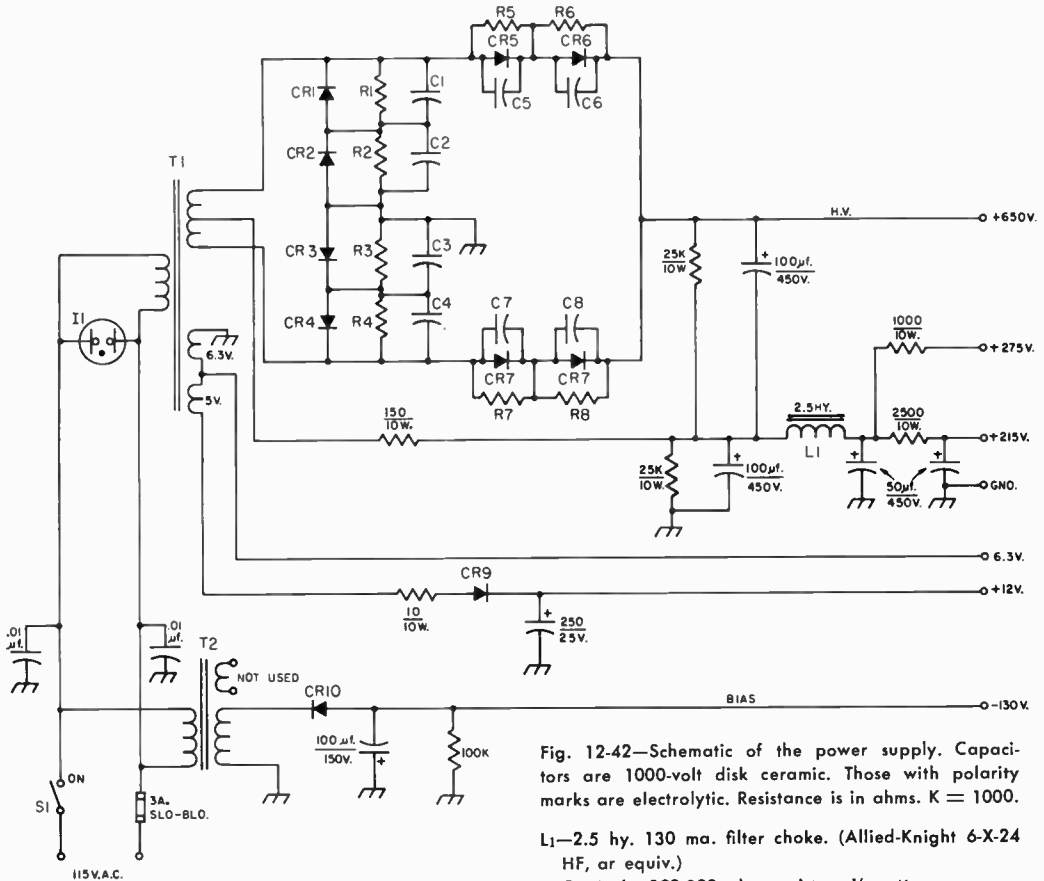 R5 R6
CR5 CR6
C5 C6
CR1 R1 C1
CR2 R2 C2
T1
CR3 R3 C3
CR4 R4 C4
C7 C8
CR7 CR7
R7 R8
H.V. +650V.
25K
10W
100µf.
450V.
1000
10W.
+275V.
I1
6.3V.
5V.
150
10W.
2.5HY.
L1
2500
10W.
+215V.
25K
10W.
100µf.
450V.
50µf.
450V.
GND.
6.3V.
CR9
+12V.
10
10W.
250
25V.
.01
µf.
.01
µf.
T2
NOT USED
CR10
BIAS
-130V.
100µf.
150V.
100K
ON
S1
3A.
SLO-BLO.
115V.A.C.
Fig. 12-42—Schematic of the power supply. Capaci-
tors are 1000-volt disk ceramic. Those with polarity
marks are electrolytic. Resistance is in ahms. K = 1000.
L1—2.5 hy. 130 ma. filter choke. (Allied-Knight 6-X-24
HF, ar equiv.)